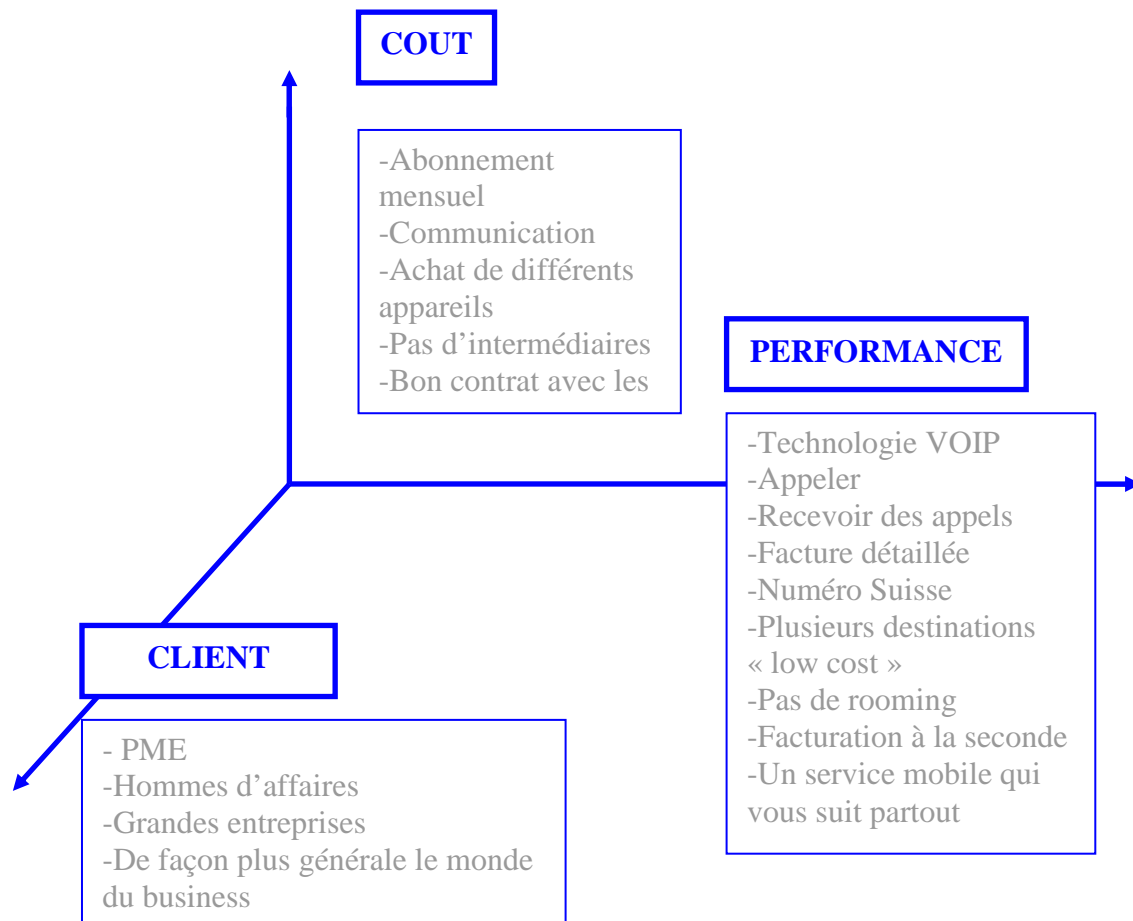 COUT
-Abonnement
mensuel
-Communication
-Achat de différents
appareils
-Pas d’intermédiaires
-Bon contrat avec les
PERFORMANCE
-Technologie VOIP
-Appeler
-Recevoir des appels
-Facture détaillée
-Numéro Suisse
-Plusieurs destinations
« low cost »
-Pas de rooming
-Facturation à la seconde
-Un service mobile qui
vous suit partout
CLIENT
- PME
-Hommes d’affaires
-Grandes entreprises
-De façon plus générale le monde
du business